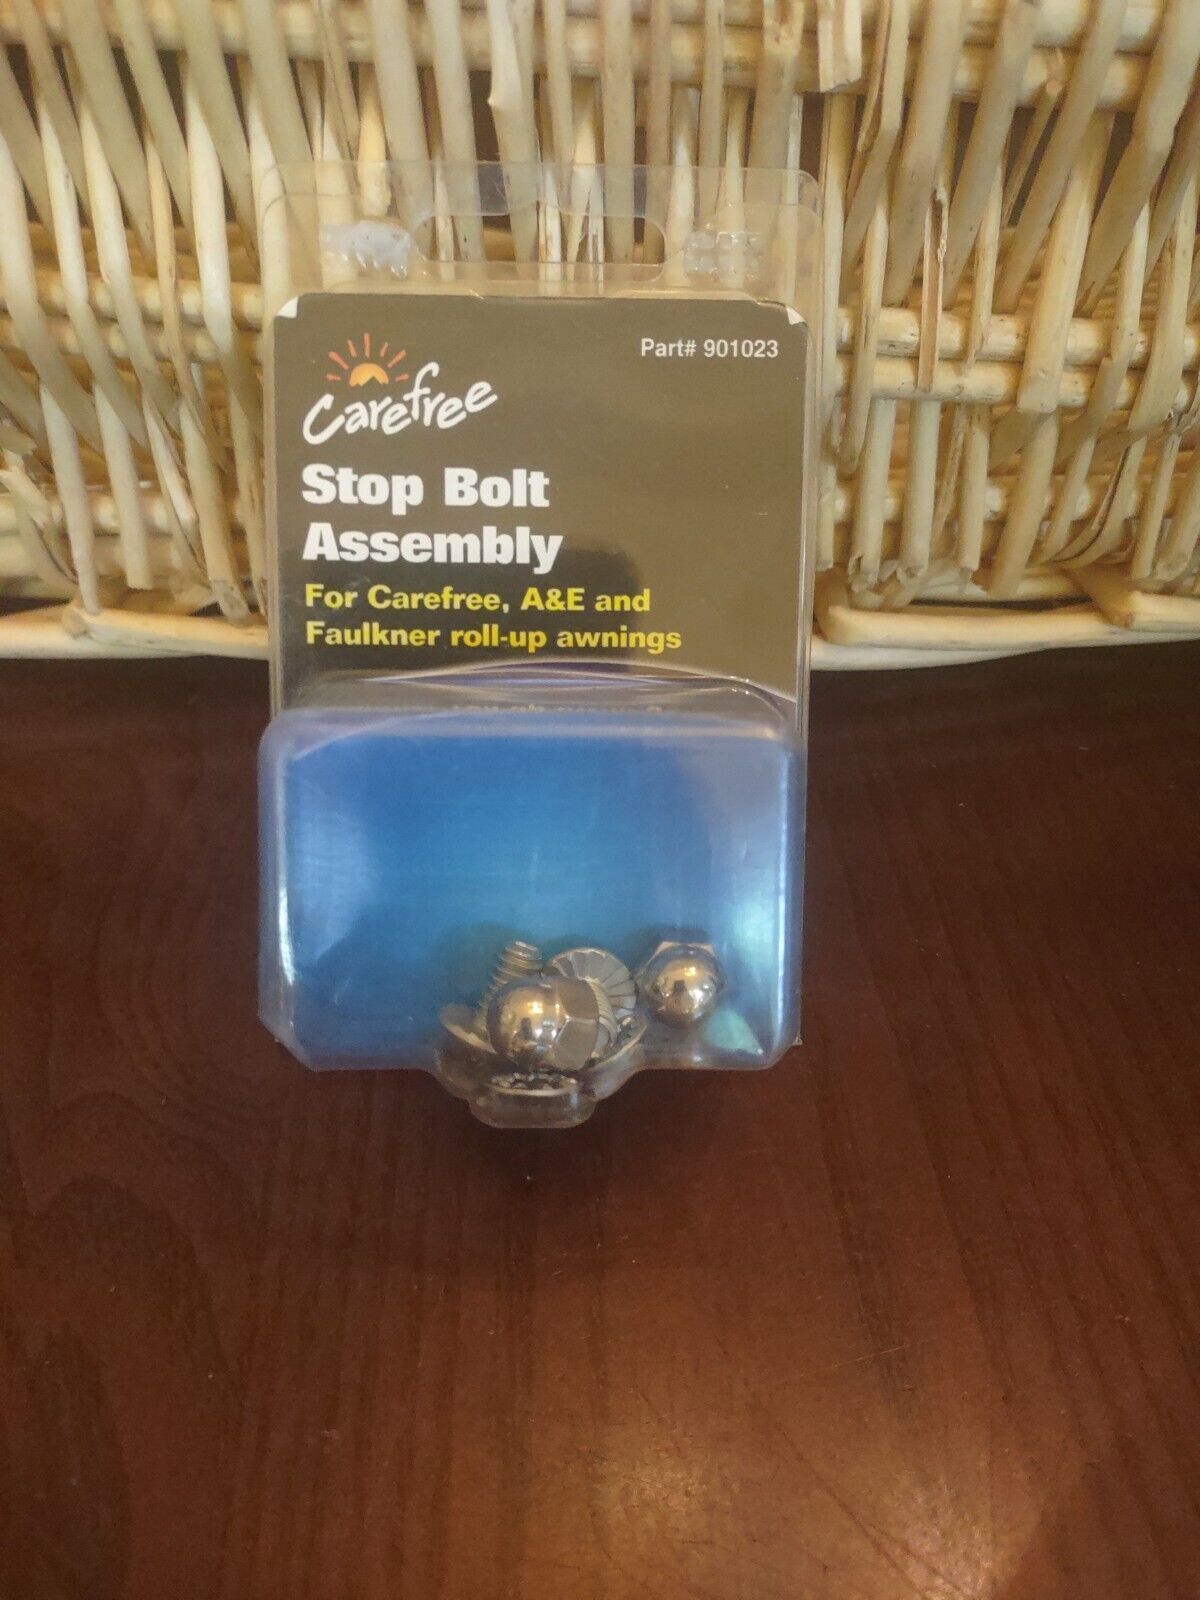 Part# 901023
Carefree
Stop Bolt
Assembly
For Carefree, A&E and
Faulkner roll-up awnings